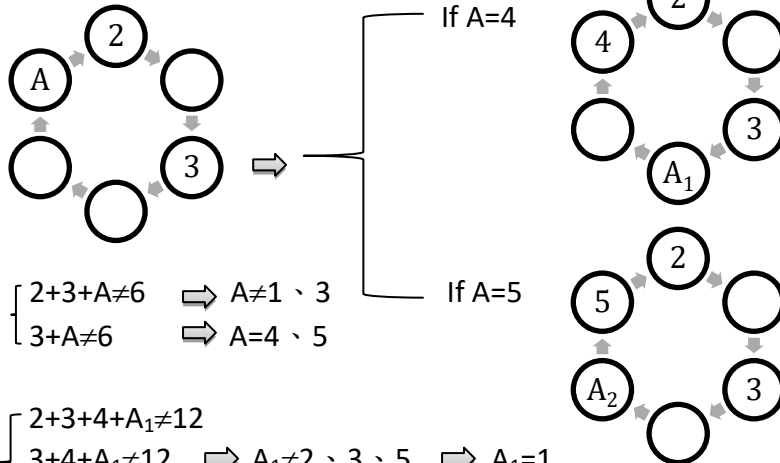 2
A
3
If A=4
2
4
3
A₁
2+3+A≠6 A≠1、3
3+A≠6 A=4、5
If A=5
2
5
A₂
3
2+3+4+A₁≠12
3+4+A₁≠12 A₁≠2、3、5 A₁=1